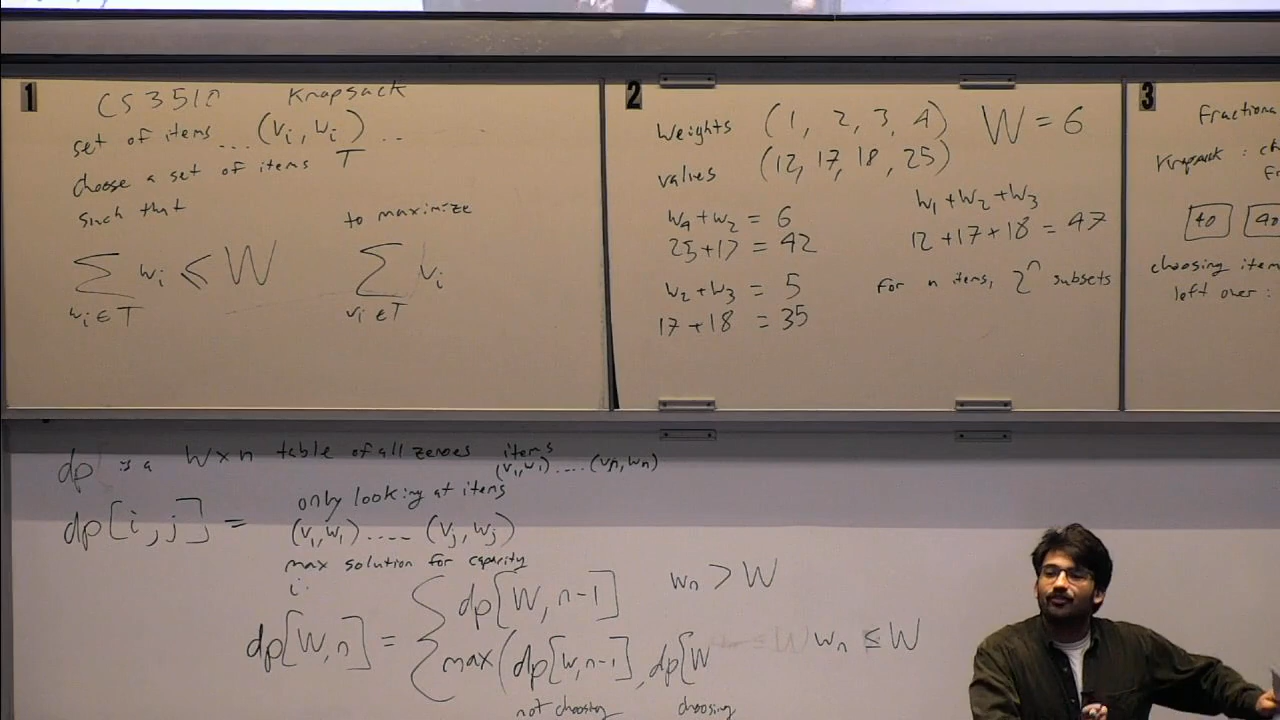 1
CS 3510 Knapsack
set of items ... (vi, wi) ..
choose a set of items T
such that to maximize
∑ wi ≤ W ∑ vi
wi ∈ T vi ∈ T
2
Weights (1, 2, 3, 4) W = 6
values (12, 17, 18, 25)
w4 + w2 = 6
25 + 17 = 42
w2 + w3 = 5
17 + 18 = 35
w1 + w2 + w3
12 + 17 + 18 = 47
for n items, 2^n subsets
3
Fractiona
Knapsack : ch
Fr
40 40
choosing item
left over :
dp is a W x n table of all zeroes items
(v1, w1) .... (vn, wn)
dp[i, j] = only looking at items
(v1, w1) ..... (vj, wj)
max solution for capacity
i.
dp[W, n] = { dp[W, n-1] wn > W
max(dp[W, n-1], dp[W wn ≤ W
not choosing choosing